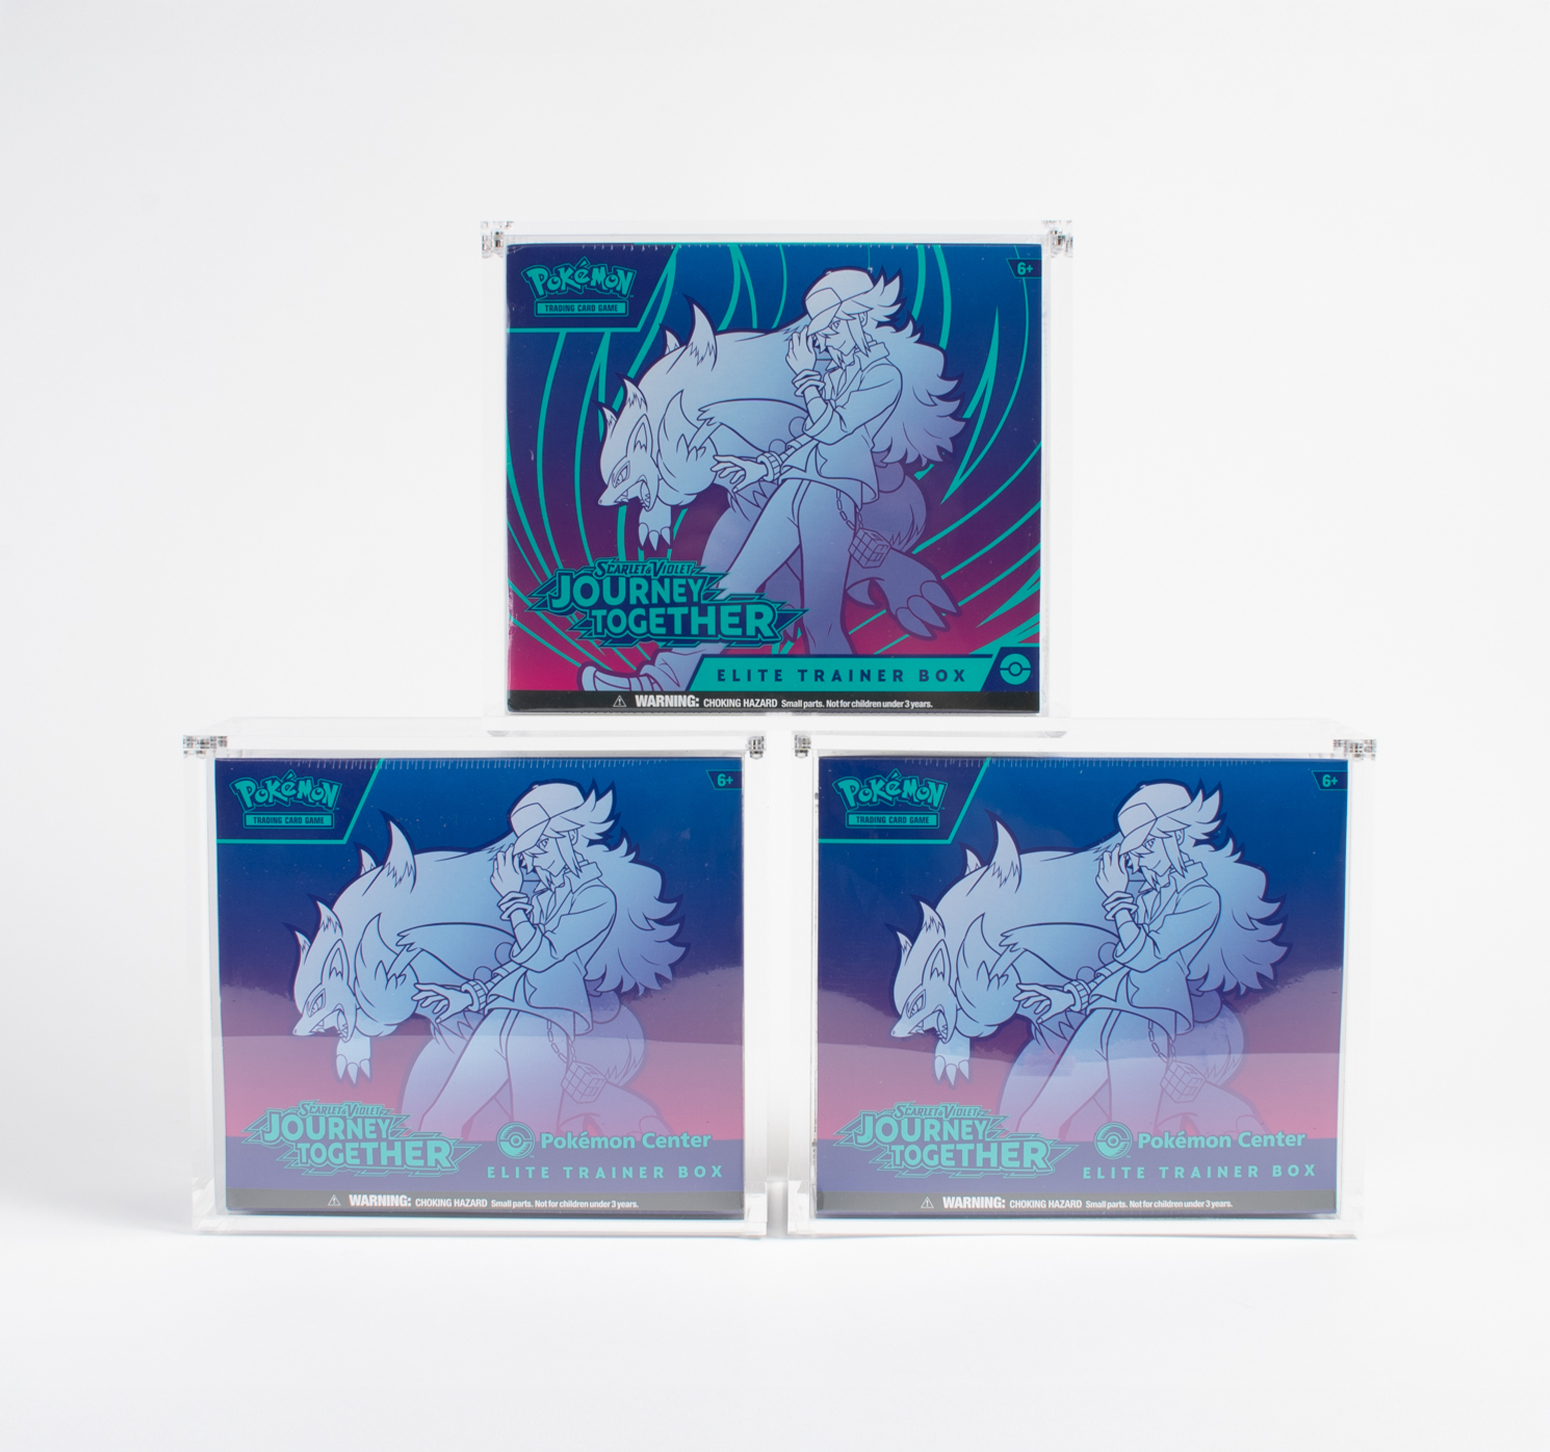 POKéMON
TRADING CARD GAME
6+
SCARLET & VIOLET
JOURNEY
TOGETHER
ELITE TRAINER BOX
WARNING: CHOKING HAZARD Small parts. Not for children under 3 years.
POKéMON
TRADING CARD GAME
6+
SCARLET & VIOLET
JOURNEY
TOGETHER
Pokémon Center
ELITE TRAINER BOX
WARNING: CHOKING HAZARD Small parts. Not for children under 3 years.
POKéMON
TRADING CARD GAME
6+
SCARLET & VIOLET
JOURNEY
TOGETHER
Pokémon Center
ELITE TRAINER BOX
WARNING: CHOKING HAZARD Small parts. Not for children under 3 years.